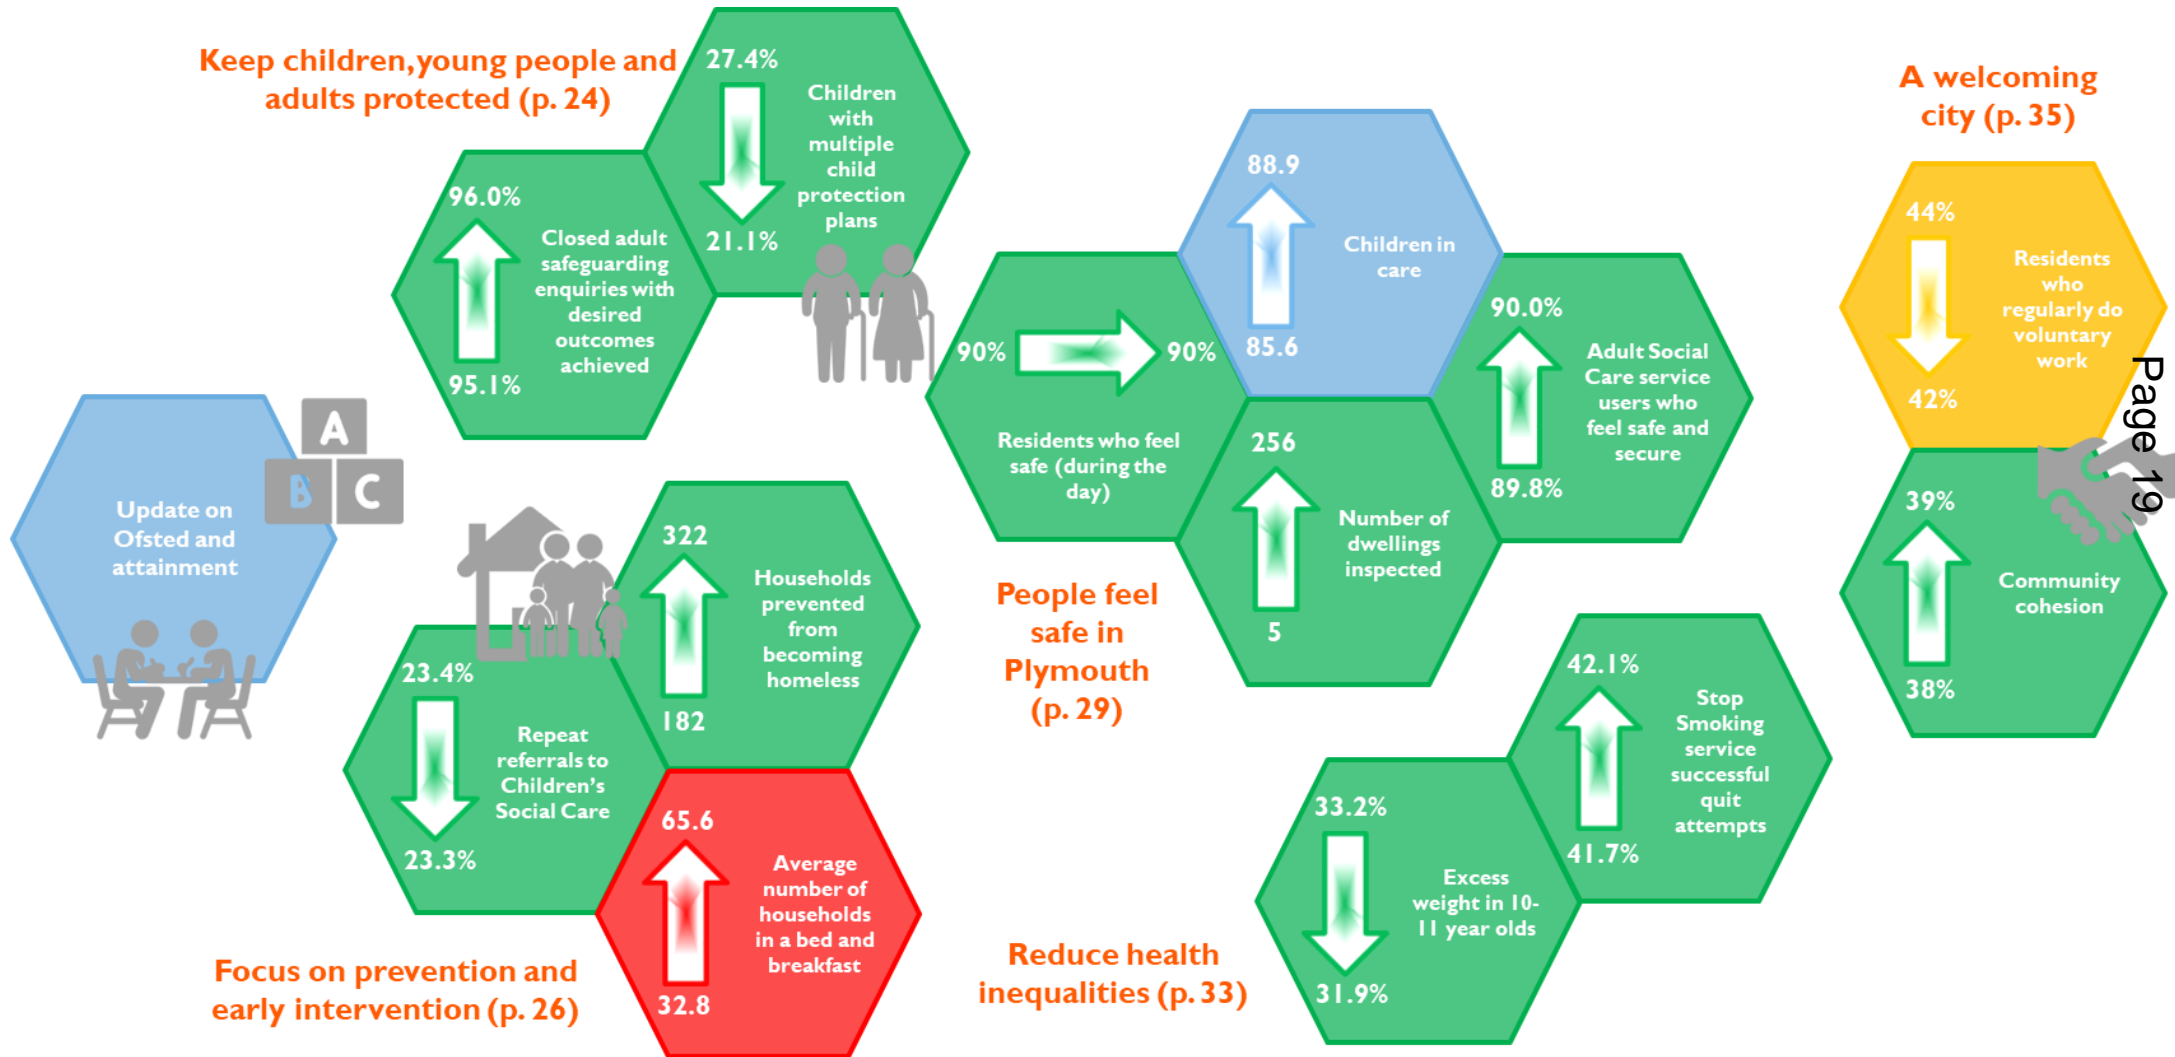 Keep children, young people and
adults protected (p. 24)
27.4%
Children
with
multiple
child
protection
plans
21.1%
96.0%
Closed adult
safeguarding
enquiries with
desired
outcomes
achieved
95.1%
A
B C
Update on
Ofsted and
attainment
322
Households
prevented
from
becoming
homeless
182
23.4%
Repeat
referrals to
Children's
Social Care
23.3%
65.6
Average
number of
households
in a bed and
breakfast
32.8
Focus on prevention and
early intervention (p. 26)
88.9
Children in
care
85.6
90%
90%
Residents who feel
safe (during the
day)
90.0%
Adult Social
Care service
users who
feel safe and
secure
89.8%
256
Number of
dwellings
inspected
5
People feel
safe in
Plymouth
(p. 29)
42.1%
Stop
Smoking
service
successful
quit
attempts
41.7%
33.2%
Excess
weight in 10-
11 year olds
31.9%
Reduce health
inequalities (p. 33)
A welcoming
city (p. 35)
44%
Residents
who
regularly do
voluntary
work
42%
39%
Community
cohesion
38%
Page 19